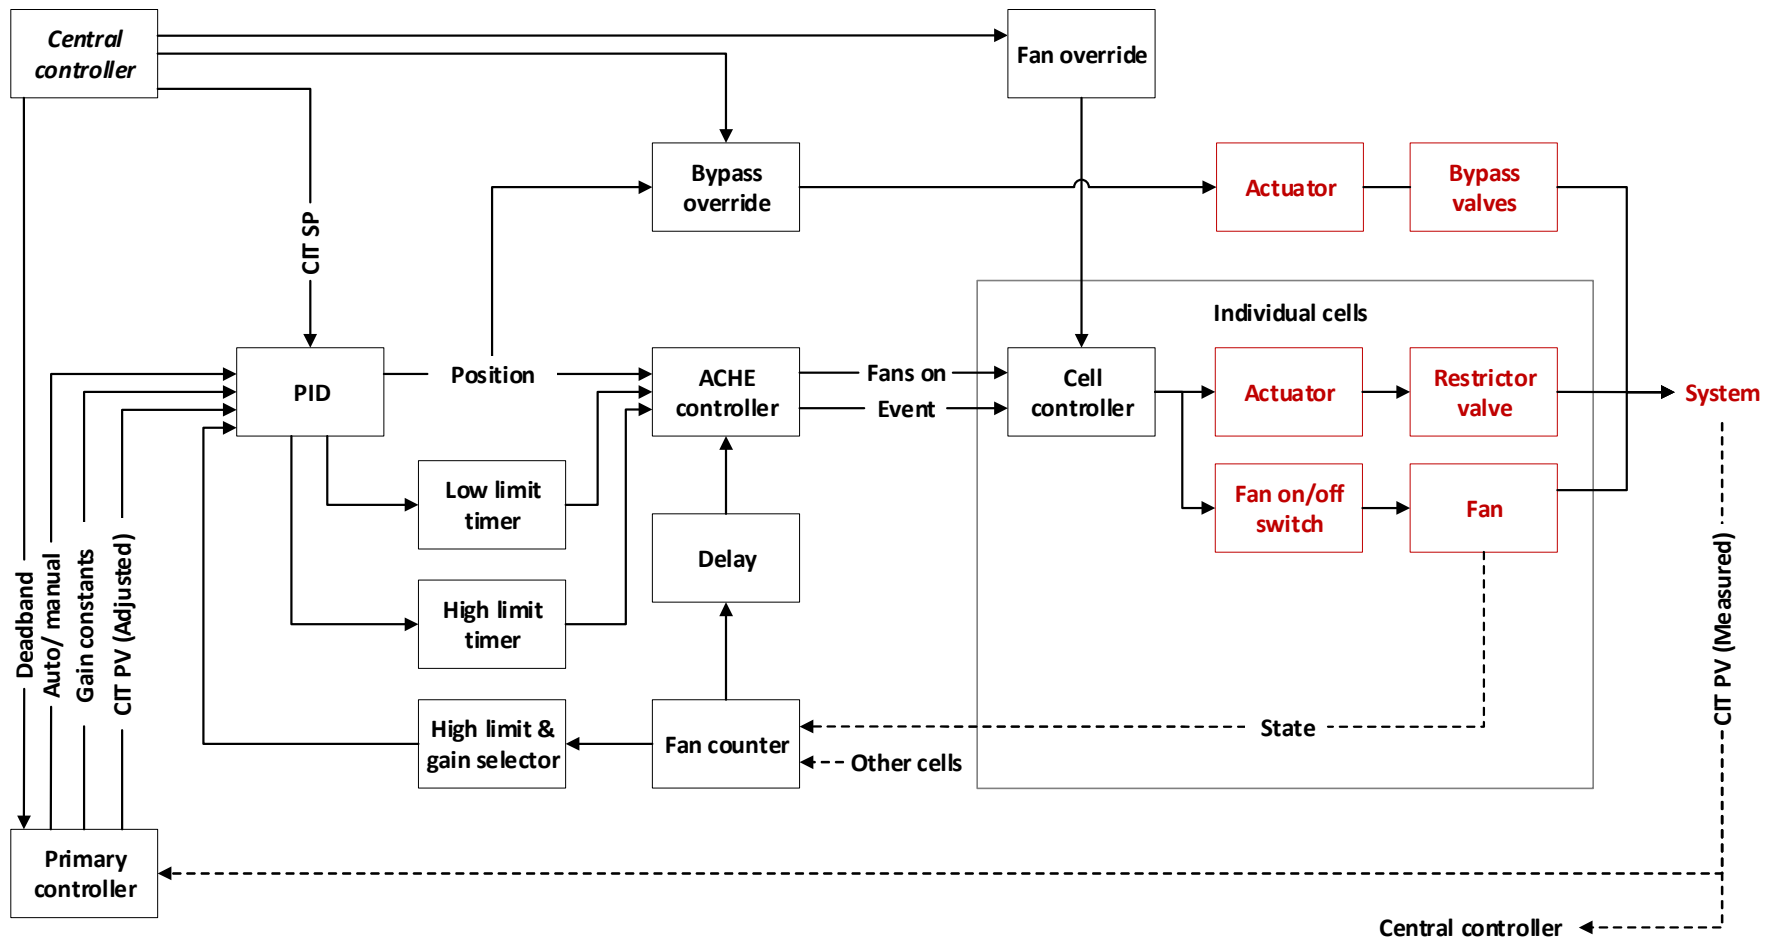 Central
controller
Fan override
Bypass
override
Actuator
Bypass
valves
CIT SP
Individual cells
PID
Position
ACHE
controller
Fans on
Event
Cell
controller
Actuator
Restrictor
valve
System
Low limit
timer
Fan on/off
switch
Fan
Delay
High limit
timer
Deadband
Auto/ manual
Gain constants
CIT PV (Adjusted)
CIT PV (Measured)
High limit &
gain selector
Fan counter
State
Other cells
Primary
controller
Central controller